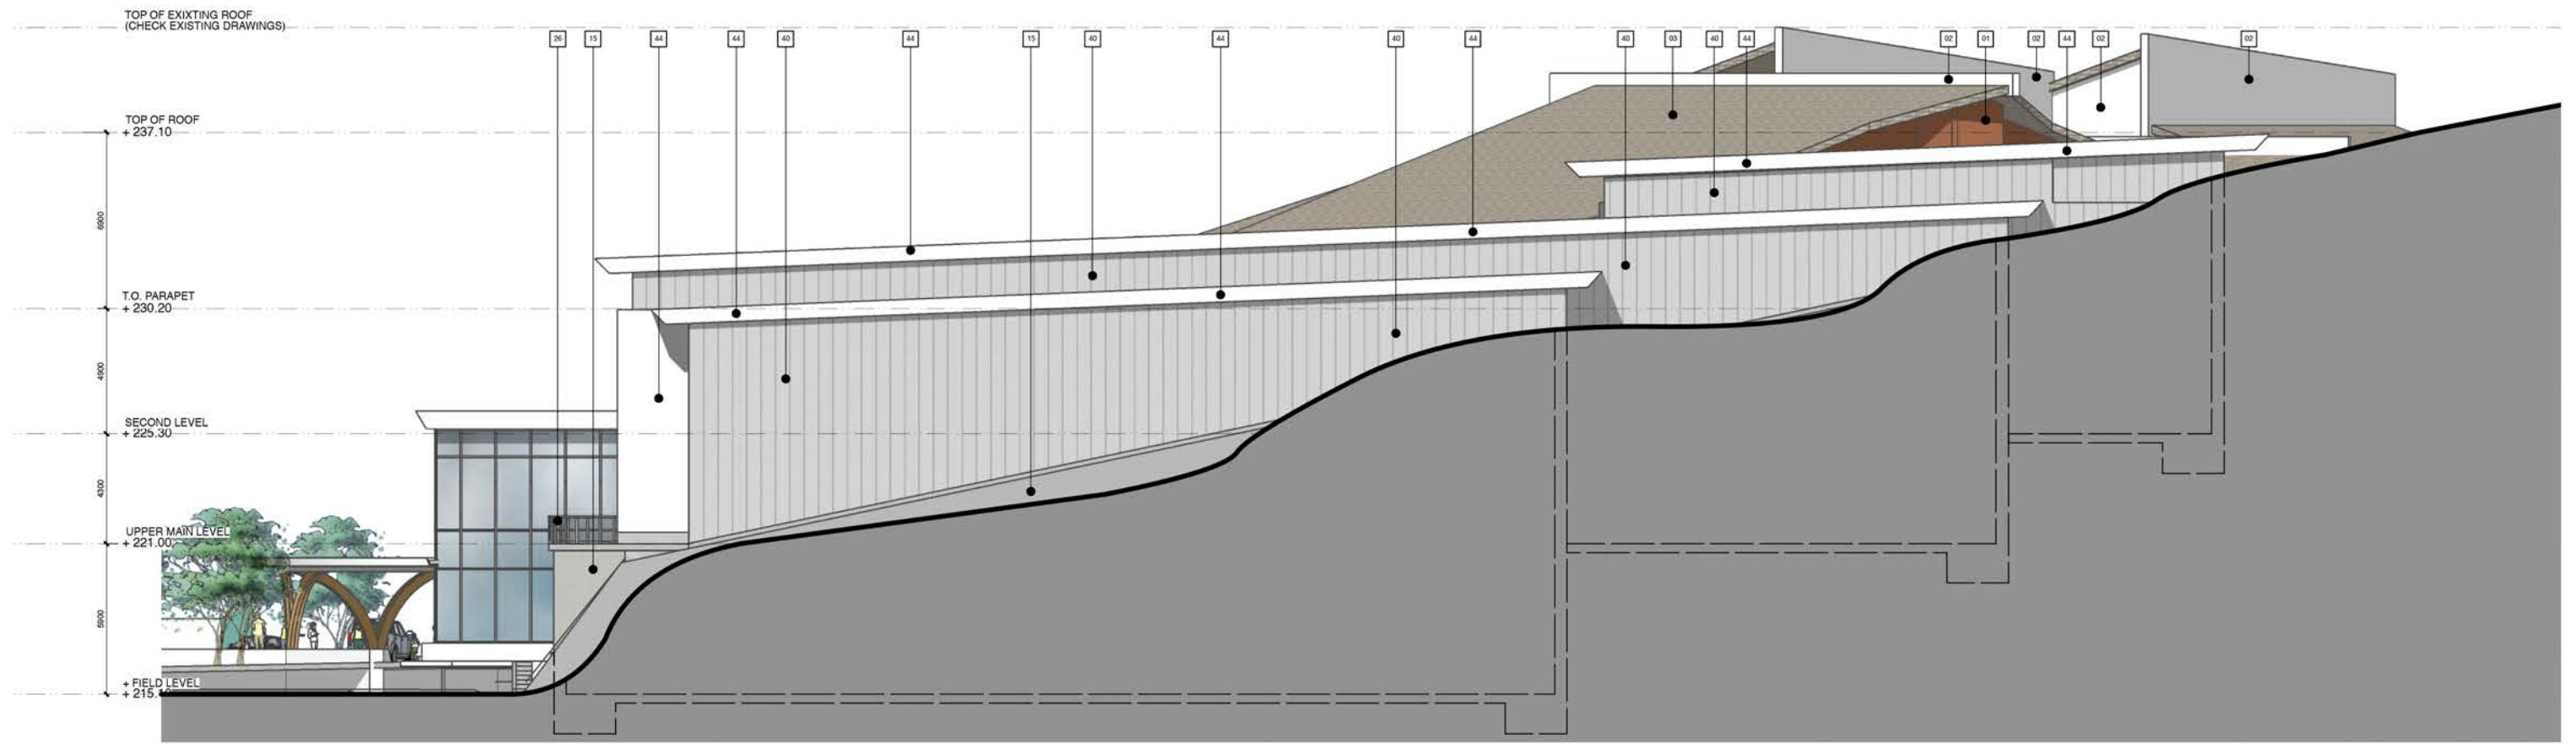 TOP OF EXIXTING ROOF
(CHECK EXISTING DRAWINGS)
26 15 44 44 40 44 15 40 44 40 44 40 03 40 44 02 01 02 44 02 02
TOP OF ROOF
+ 237.10
6900
T.O. PARAPET
+ 230.20
4900
SECOND LEVEL
+ 225.30
4300
UPPER MAIN LEVEL
+ 221.00
5900
+ FIELD LEVEL
+ 215.10